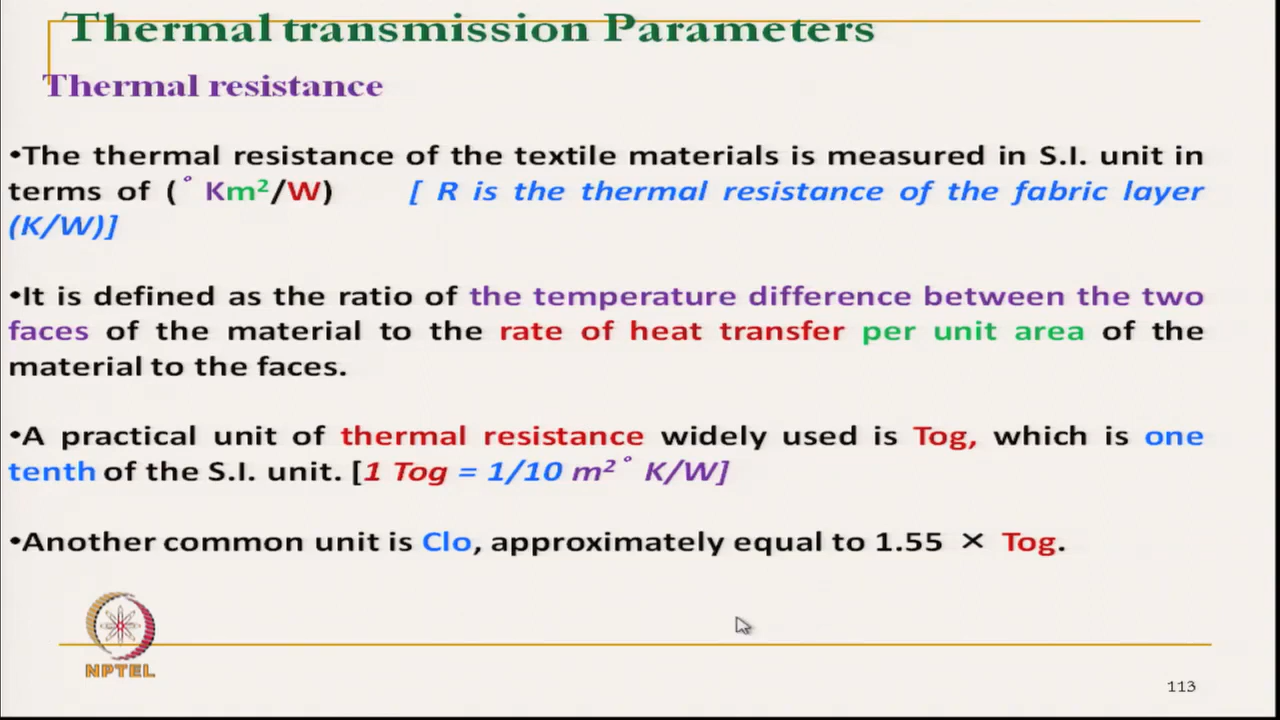 Thermal transmission Parameters
Thermal resistance
•The thermal resistance of the textile materials is measured in S.I. unit in
terms of (˚ Km²/W) [ R is the thermal resistance of the fabric layer
(K/W)]
•It is defined as the ratio of the temperature difference between the two
faces of the material to the rate of heat transfer per unit area of the
material to the faces.
•A practical unit of thermal resistance widely used is Tog, which is one
tenth of the S.I. unit. [1 Tog = 1/10 m²˚ K/W]
•Another common unit is Clo, approximately equal to 1.55 × Tog.
NPTEL
113